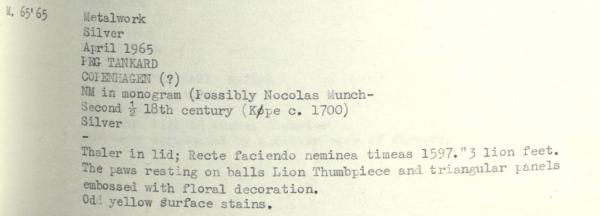 M. 65'65
Metalwork
Silver
April 1965
PEG TANKARD
COPENHAGEN (?)
NM in monogram (Possibly Nocolas Munch-
Second ½ 18th century (Køpe c. 1700)
Silver
-
Thaler in lid; Recte faciendo neminea timeas 1597."3 lion feet.
The paws resting on balls Lion Thumbpiece and triangular panels
embossed with floral decoration.
Odd yellow surface stains.